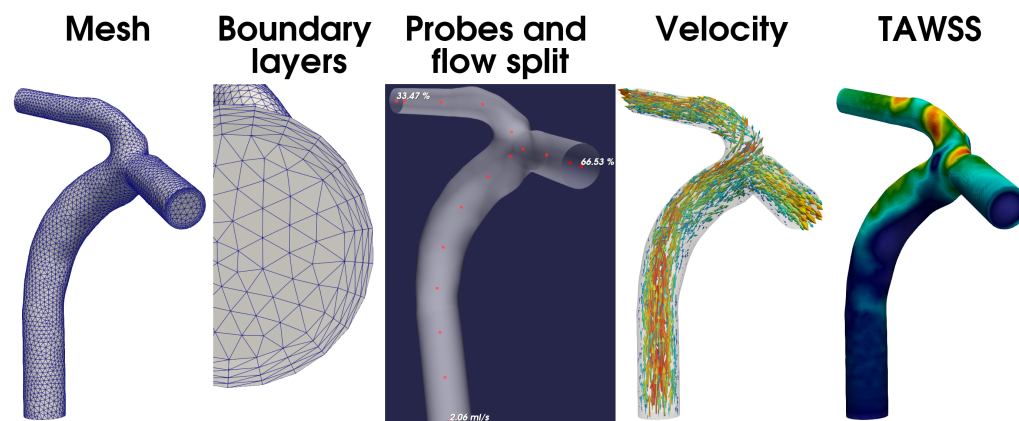 Mesh
Boundary
layers
Probes and
flow split
Velocity
TAWSS
33.47 %
66.53 %
2.06 ml/s